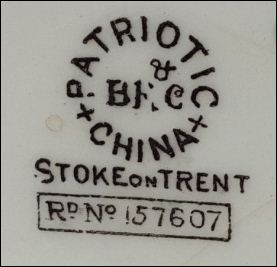 PATRIOTIC
&
B.F.C
CHINA
STOKE ON TRENT
RD NO 157607